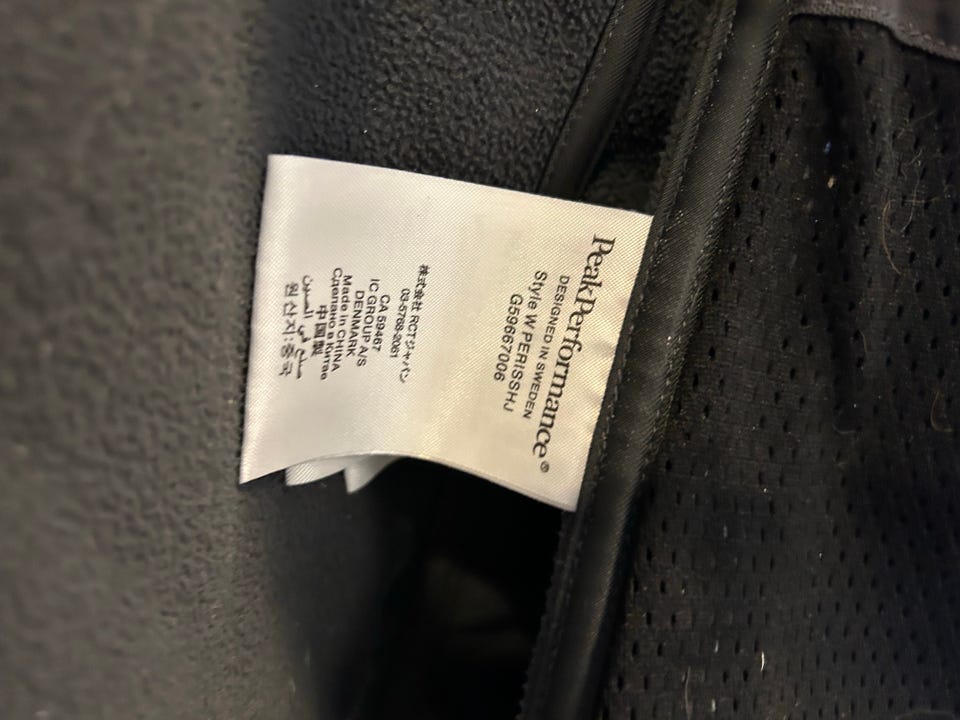 PeakPerformance®
DESIGNED IN SWEDEN
Style W PERISSHJ
G59667006
株式会社 RCTジャパン
03-5768-2061
CA 59467
IC GROUP A/S
DENMARK
Made in CHINA
Сделано в Китае
中国製
صنع في الصين
원산지:중국